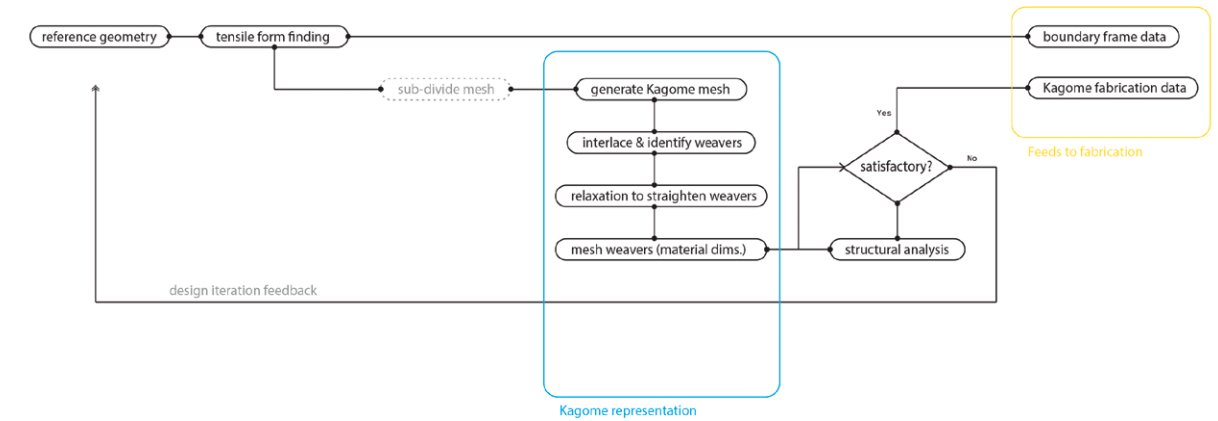 reference geometry
tensile form finding
boundary frame data
sub-divide mesh
generate Kagome mesh
Kagome fabrication data
Yes
interlace & identify weavers
Feeds to fabrication
satisfactory?
No
relaxation to straighten weavers
mesh weavers (material dims.)
structural analysis
design iteration feedback
Kagome representation